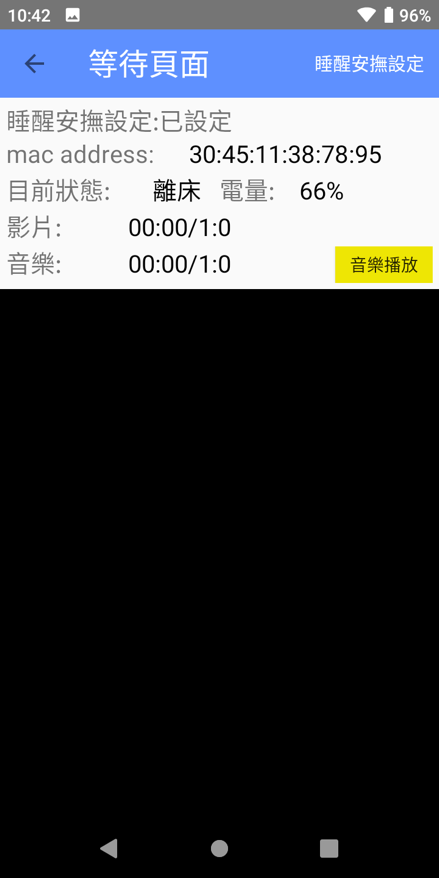 10:42 96%
等待頁面 睡醒安撫設定
睡醒安撫設定:已設定
mac address: 30:45:11:38:78:95
目前狀態: 離床 電量: 66%
影片: 00:00/1:0
音樂: 00:00/1:0 音樂播放